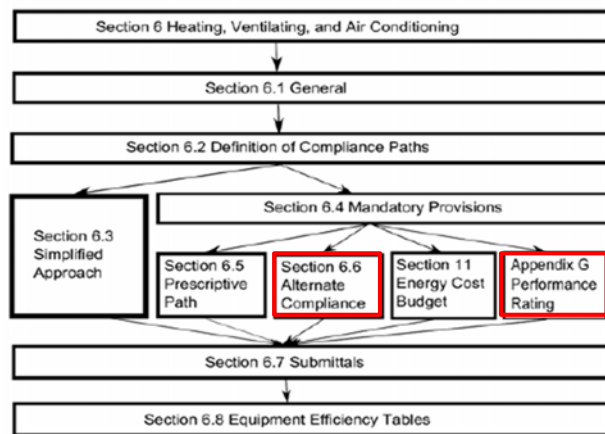 Section 6 Heating, Ventilating, and Air Conditioning
Section 6.1 General
Section 6.2 Definition of Compliance Paths
Section 6.3
Simplified
Approach
Section 6.4 Mandatory Provisions
Section 6.5
Prescriptive
Path
Section 6.6
Alternate
Compliance
Section 11
Energy Cost
Budget
Appendix G
Performance
Rating
Section 6.7 Submittals
Section 6.8 Equipment Efficiency Tables